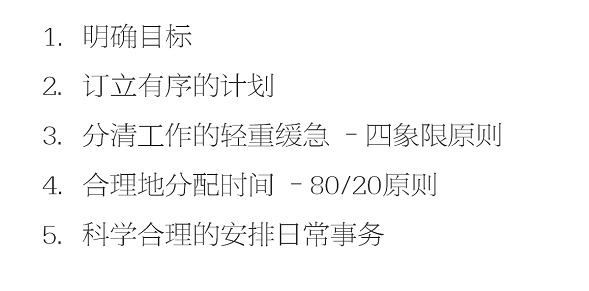 1. 明确目标
2. 订立有序的计划
3. 分清工作的轻重缓急 – 四象限原则
4. 合理地分配时间 – 80/20原则
5. 科学合理的安排日常事务